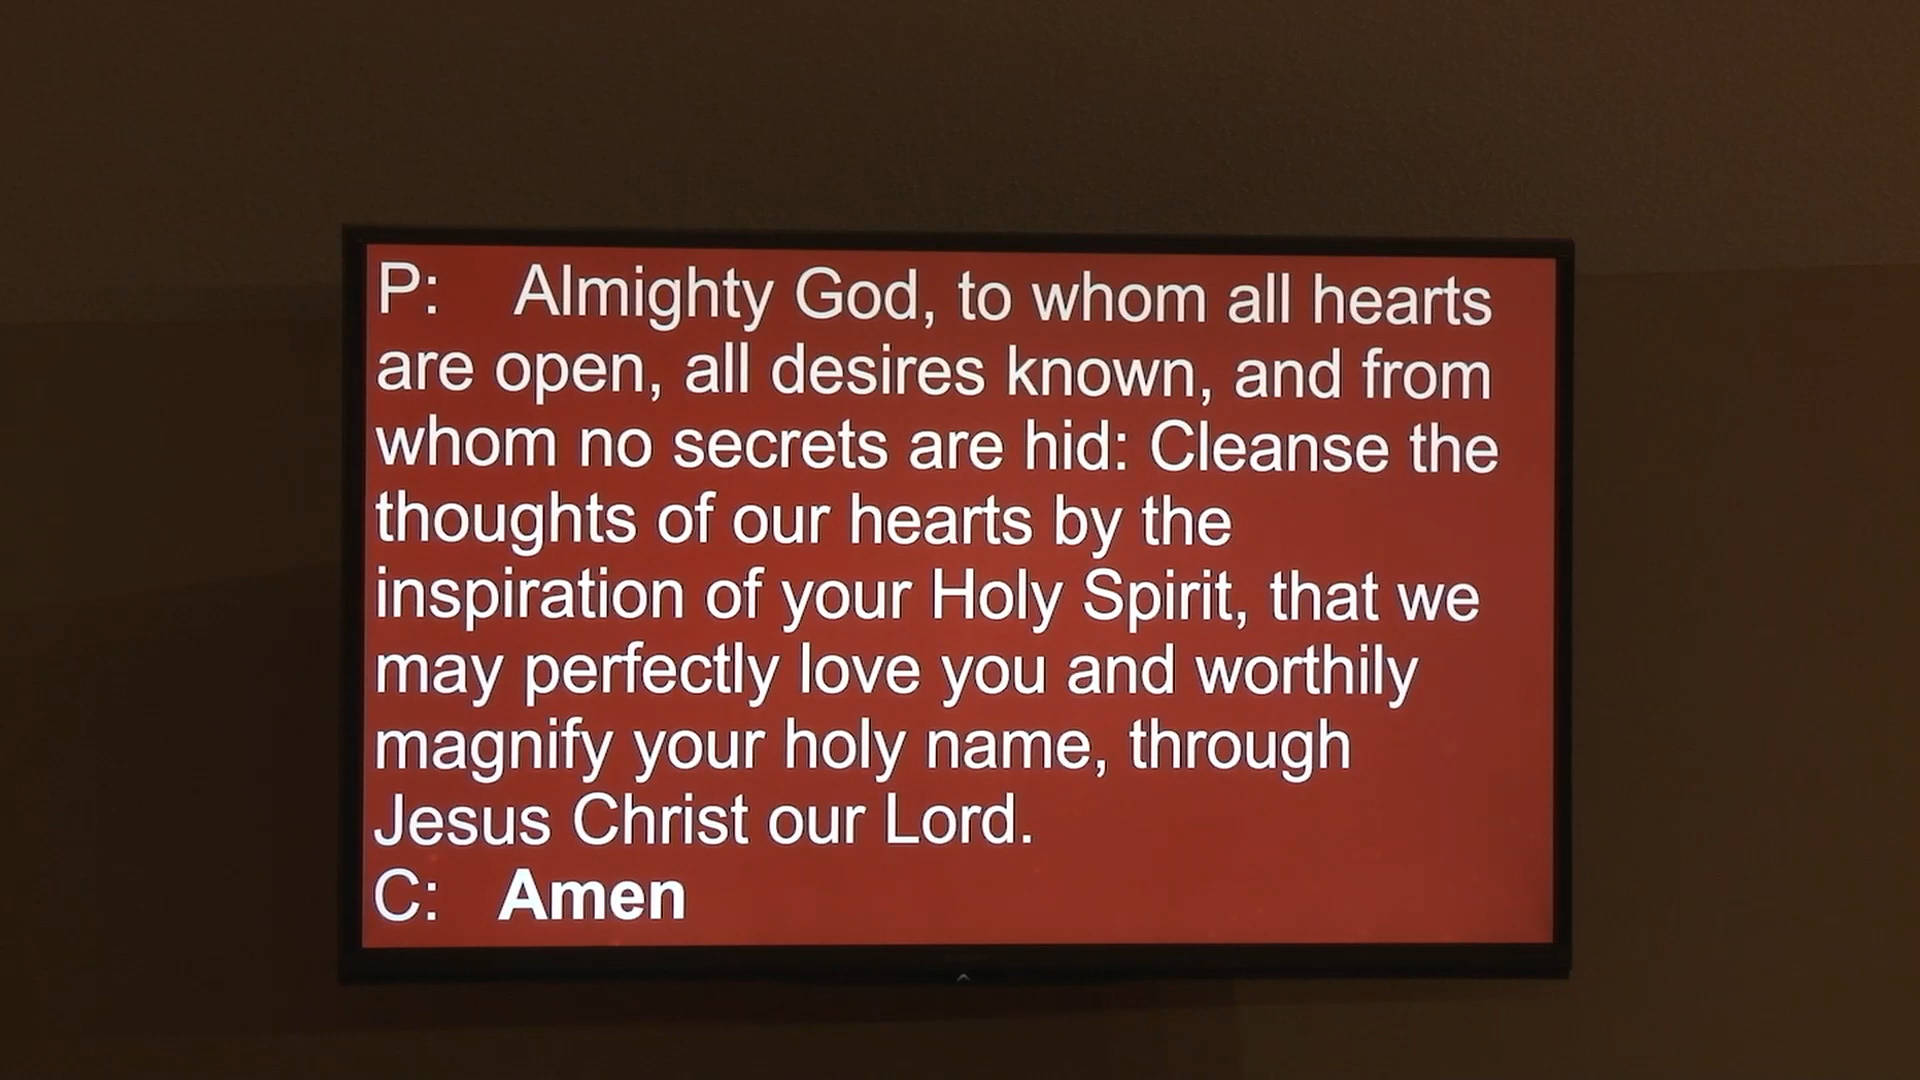 P: Almighty God, to whom all hearts
are open, all desires known, and from
whom no secrets are hid: Cleanse the
thoughts of our hearts by the
inspiration of your Holy Spirit, that we
may perfectly love you and worthily
magnify your holy name, through
Jesus Christ our Lord.
C: Amen